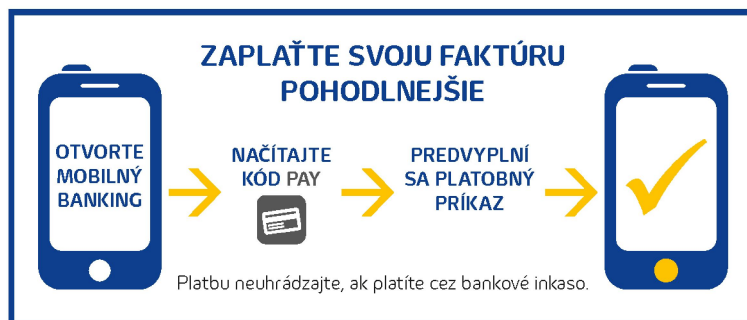 ZAPLAŤTE SVOJU FAKTÚRU
POHODLNEJŠIE
OTVORTE
MOBILNÝ
BANKING
NAČÍTAJTE
KÓD PAY
PREDVYPLNÍ
SA PLATOBNÝ
PRÍKAZ
Platbu neuhrádzajte, ak platíte cez bankové inkaso.